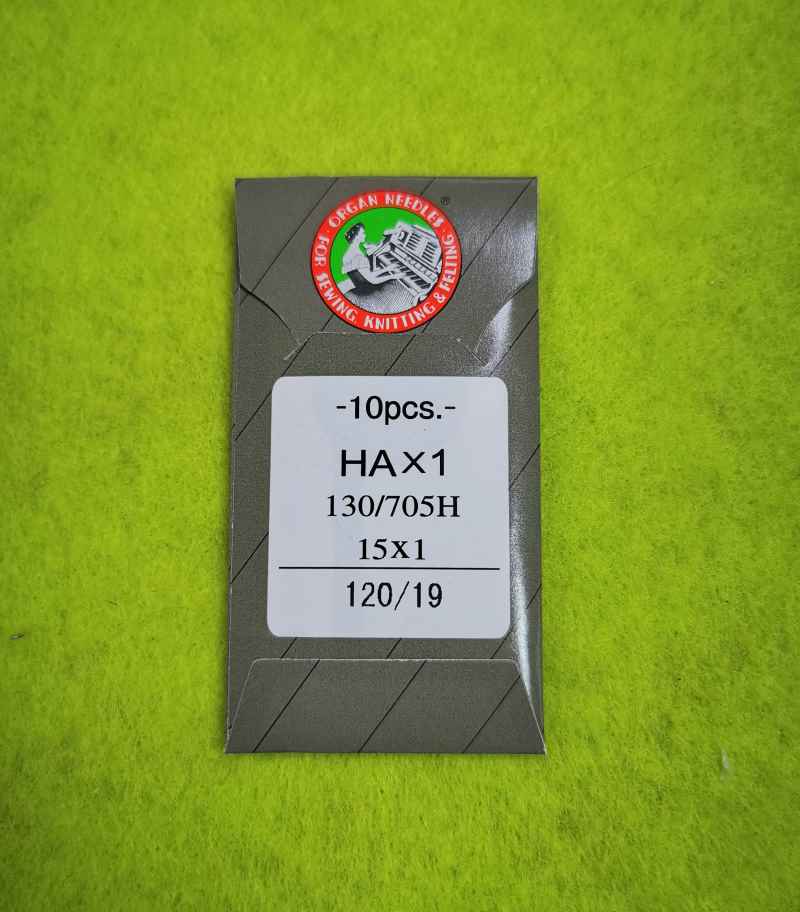 · ORGAN NEEDLES ·
FOR SEWING, KNITTING & FELTING
®
-10pcs.-
HA×1
130/705H
15x1
120/19